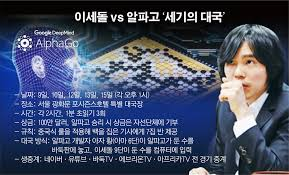 이세돌 vs 알파고 '세기의 대국'
Google DeepMind
AlphaGo
- 날짜: 9일, 10일, 12일, 13일, 15일 (각 오후 1시)
- 장소: 서울 광화문 포시즌스호텔 특별 대국장
- 시간: 각 2시간, 1분 초읽기 3회
- 상금: 100만 달러, 알파고 승리 시 상금은 자선단체에 기부
- 규칙: 중국식 룰을 적용해 백을 잡은 기사에게 7집 반 제공
- 대국 방식: 알파고 개발자 아자 황(아마 6단)이 알파고가 둔 수를
바둑판에 놓고, 이세돌 9단이 둔 수를 컴퓨터에 입력
- 생중계: 네이버·유튜브·바둑TV·에브리온TV·아프리카TV 전 경기 중계